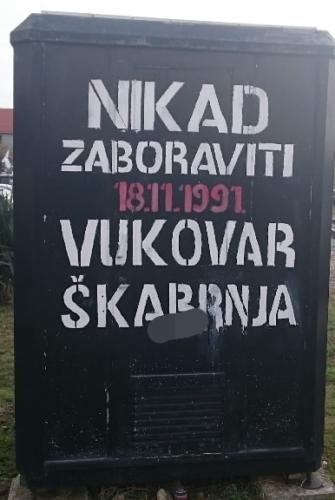 NIKAD
ZABORAVITI
18.11.1991.
VUKOVAR
ŠKABRNJA